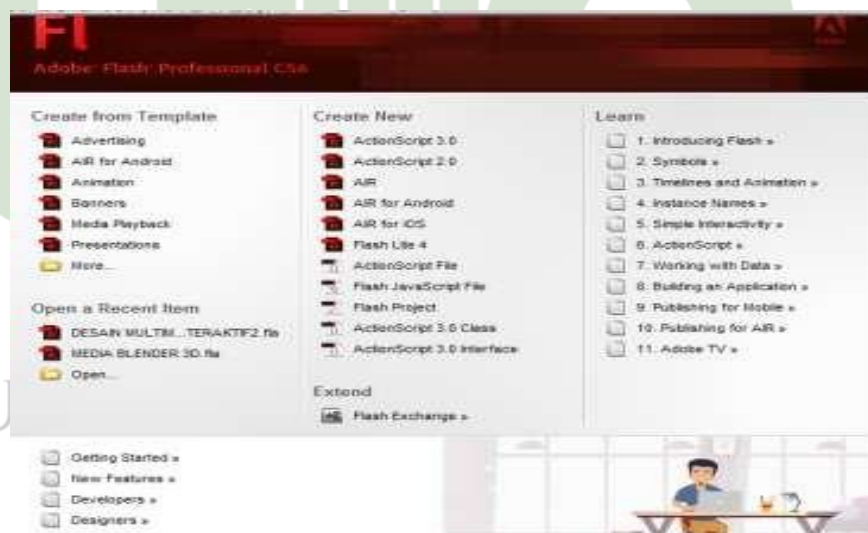 Fl
Adobe Flash Professional CS6
Create from Template
Advertising
AIR for Android
Animation
Banners
Media Playback
Presentations
More...
Open a Recent Item
DESAIN MULTIM...TERAKTIF2.fla
MEDIA BLENDER 3D.fla
Open...
Create New
ActionScript 3.0
ActionScript 2.0
AIR
AIR for Android
AIR for iOS
Flash Lite 4
ActionScript File
Flash JavaScript File
Flash Project
ActionScript 3.0 Class
ActionScript 3.0 Interface
Extend
Flash Exchange »
Learn
1. Introducing Flash »
2. Symbols »
3. Timelines and Animation »
4. Instance Names »
5. Simple Interactivity »
6. ActionScript »
7. Working with Data »
8. Building an Application »
9. Publishing for Mobile »
10. Publishing for AIR »
11. Adobe TV »
Getting Started »
New Features »
Developers »
Designers »